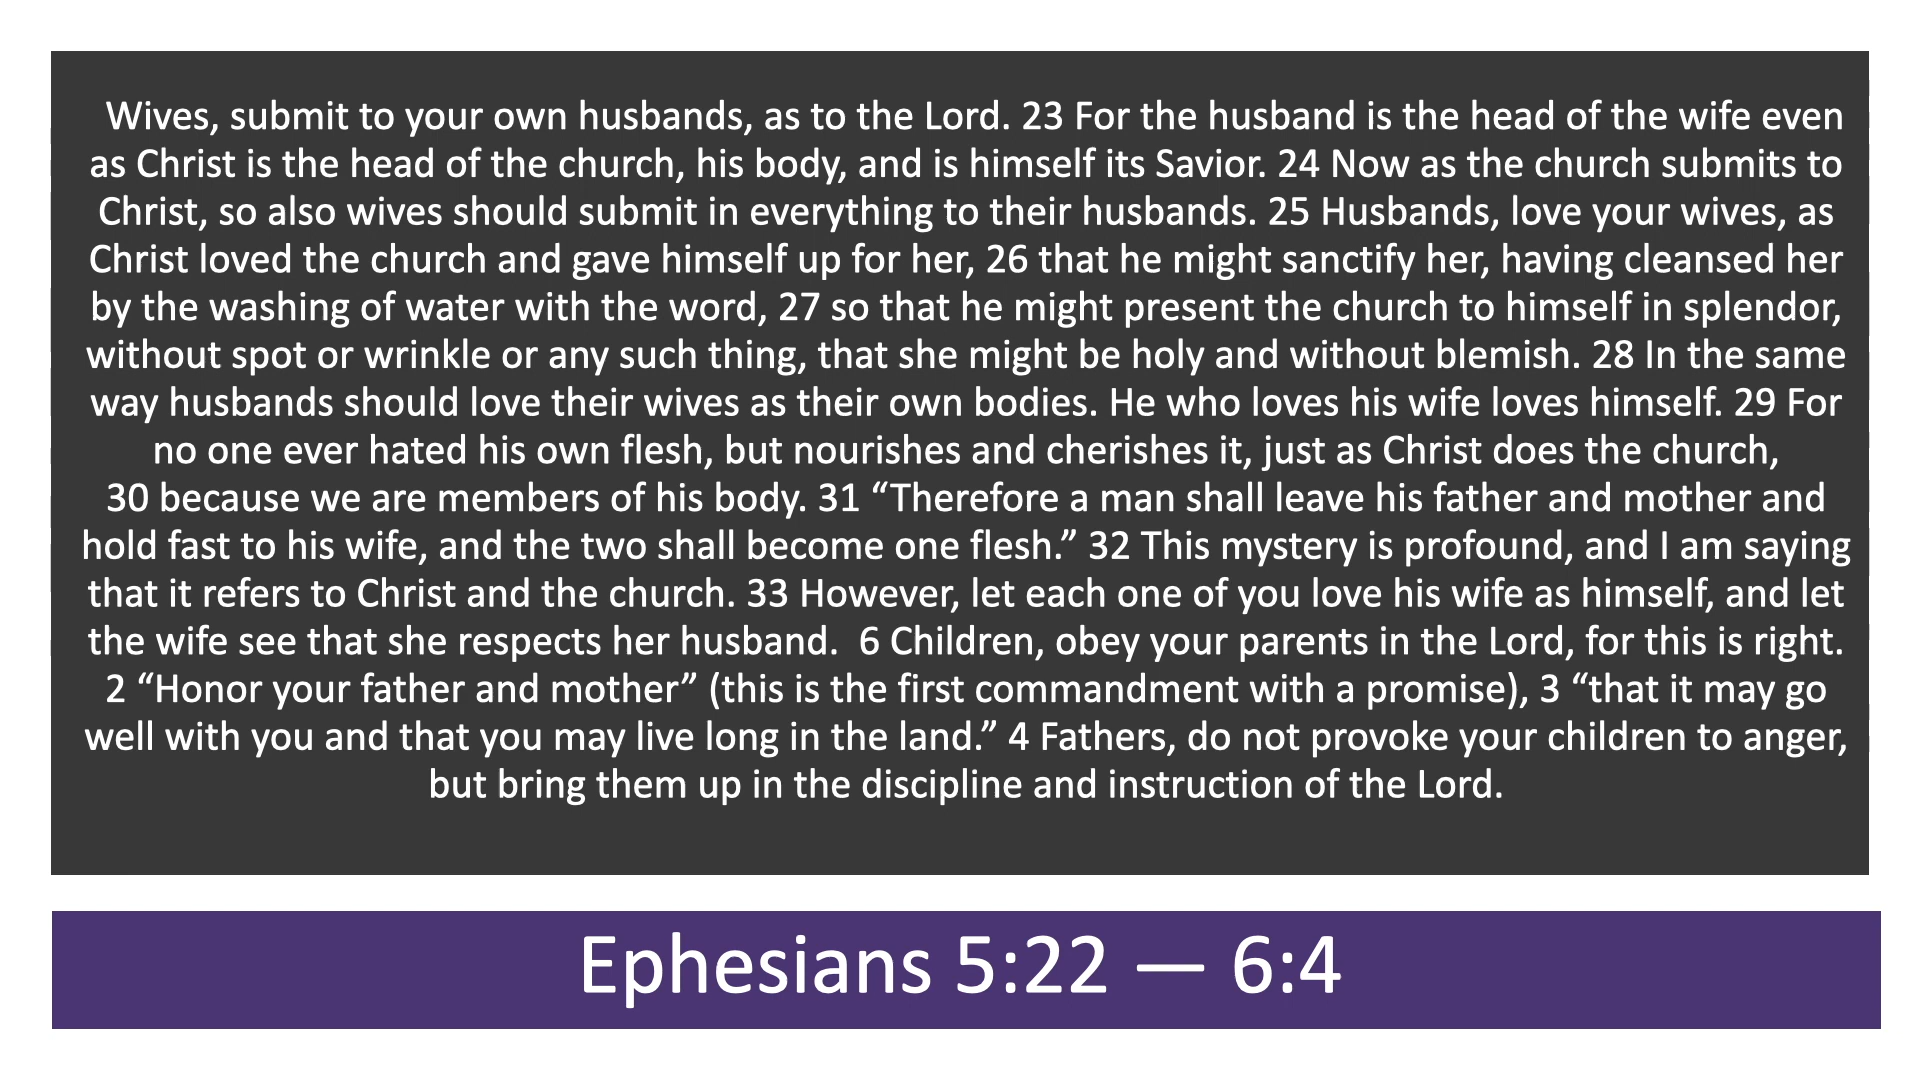 Wives, submit to your own husbands, as to the Lord. 23 For the husband is the head of the wife even
as Christ is the head of the church, his body, and is himself its Savior. 24 Now as the church submits to
Christ, so also wives should submit in everything to their husbands. 25 Husbands, love your wives, as
Christ loved the church and gave himself up for her, 26 that he might sanctify her, having cleansed her
by the washing of water with the word, 27 so that he might present the church to himself in splendor,
without spot or wrinkle or any such thing, that she might be holy and without blemish. 28 In the same
way husbands should love their wives as their own bodies. He who loves his wife loves himself. 29 For
no one ever hated his own flesh, but nourishes and cherishes it, just as Christ does the church,
30 because we are members of his body. 31 “Therefore a man shall leave his father and mother and
hold fast to his wife, and the two shall become one flesh.” 32 This mystery is profound, and I am saying
that it refers to Christ and the church. 33 However, let each one of you love his wife as himself, and let
the wife see that she respects her husband.  6 Children, obey your parents in the Lord, for this is right.
2 “Honor your father and mother” (this is the first commandment with a promise), 3 “that it may go
well with you and that you may live long in the land.” 4 Fathers, do not provoke your children to anger,
but bring them up in the discipline and instruction of the Lord.
Ephesians 5:22 — 6:4